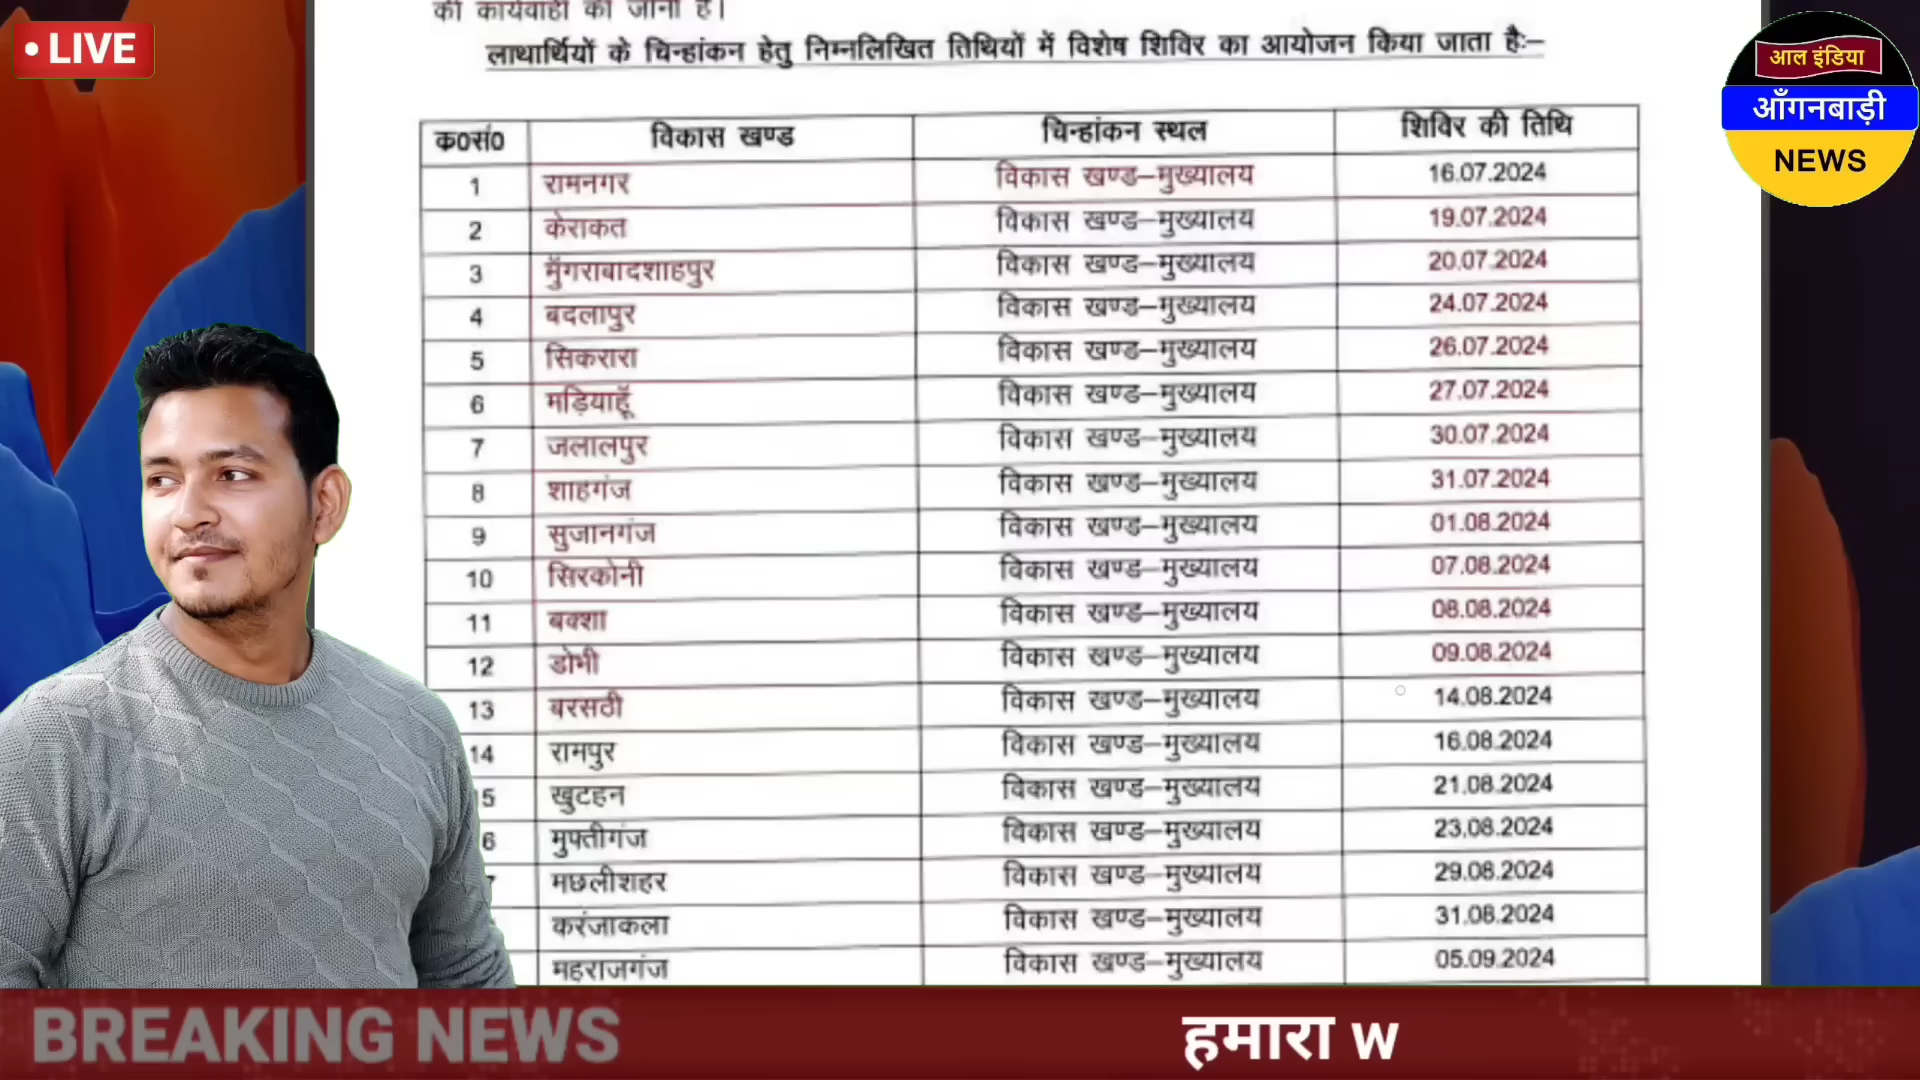 की कार्यवाही की जानी है।
• LIVE
लाथार्थियों के चिन्हांकन हेतु निम्नलिखित तिथियों में विशेष शिविर का आयोजन किया जाता हैः–
आल इंडिया
आँगनबाड़ी
NEWS
क0सं0 विकास खण्ड चिन्हांकन स्थल शिविर की तिथि
1 रामनगर विकास खण्ड–मुख्यालय 16.07.2024
2 केराकत विकास खण्ड–मुख्यालय 19.07.2024
3 मुँगराबादशाहपुर विकास खण्ड–मुख्यालय 20.07.2024
4 बदलापुर विकास खण्ड–मुख्यालय 24.07.2024
5 सिकरारा विकास खण्ड–मुख्यालय 26.07.2024
6 मड़ियाहूँ विकास खण्ड–मुख्यालय 27.07.2024
7 जलालपुर विकास खण्ड–मुख्यालय 30.07.2024
8 शाहगंज विकास खण्ड–मुख्यालय 31.07.2024
9 सुजानगंज विकास खण्ड–मुख्यालय 01.08.2024
10 सिरकोनी विकास खण्ड–मुख्यालय 07.08.2024
11 बक्शा विकास खण्ड–मुख्यालय 08.08.2024
12 डोभी विकास खण्ड–मुख्यालय 09.08.2024
13 बरसठी विकास खण्ड–मुख्यालय 14.08.2024
14 रामपुर विकास खण्ड–मुख्यालय 16.08.2024
5 खुटहन विकास खण्ड–मुख्यालय 21.08.2024
6 मुफ्तीगंज विकास खण्ड–मुख्यालय 23.08.2024
मछलीशहर विकास खण्ड–मुख्यालय 29.08.2024
करंजाकला विकास खण्ड–मुख्यालय 31.08.2024
महराजगंज विकास खण्ड–मुख्यालय 05.09.2024
BREAKING NEWS हमारा w